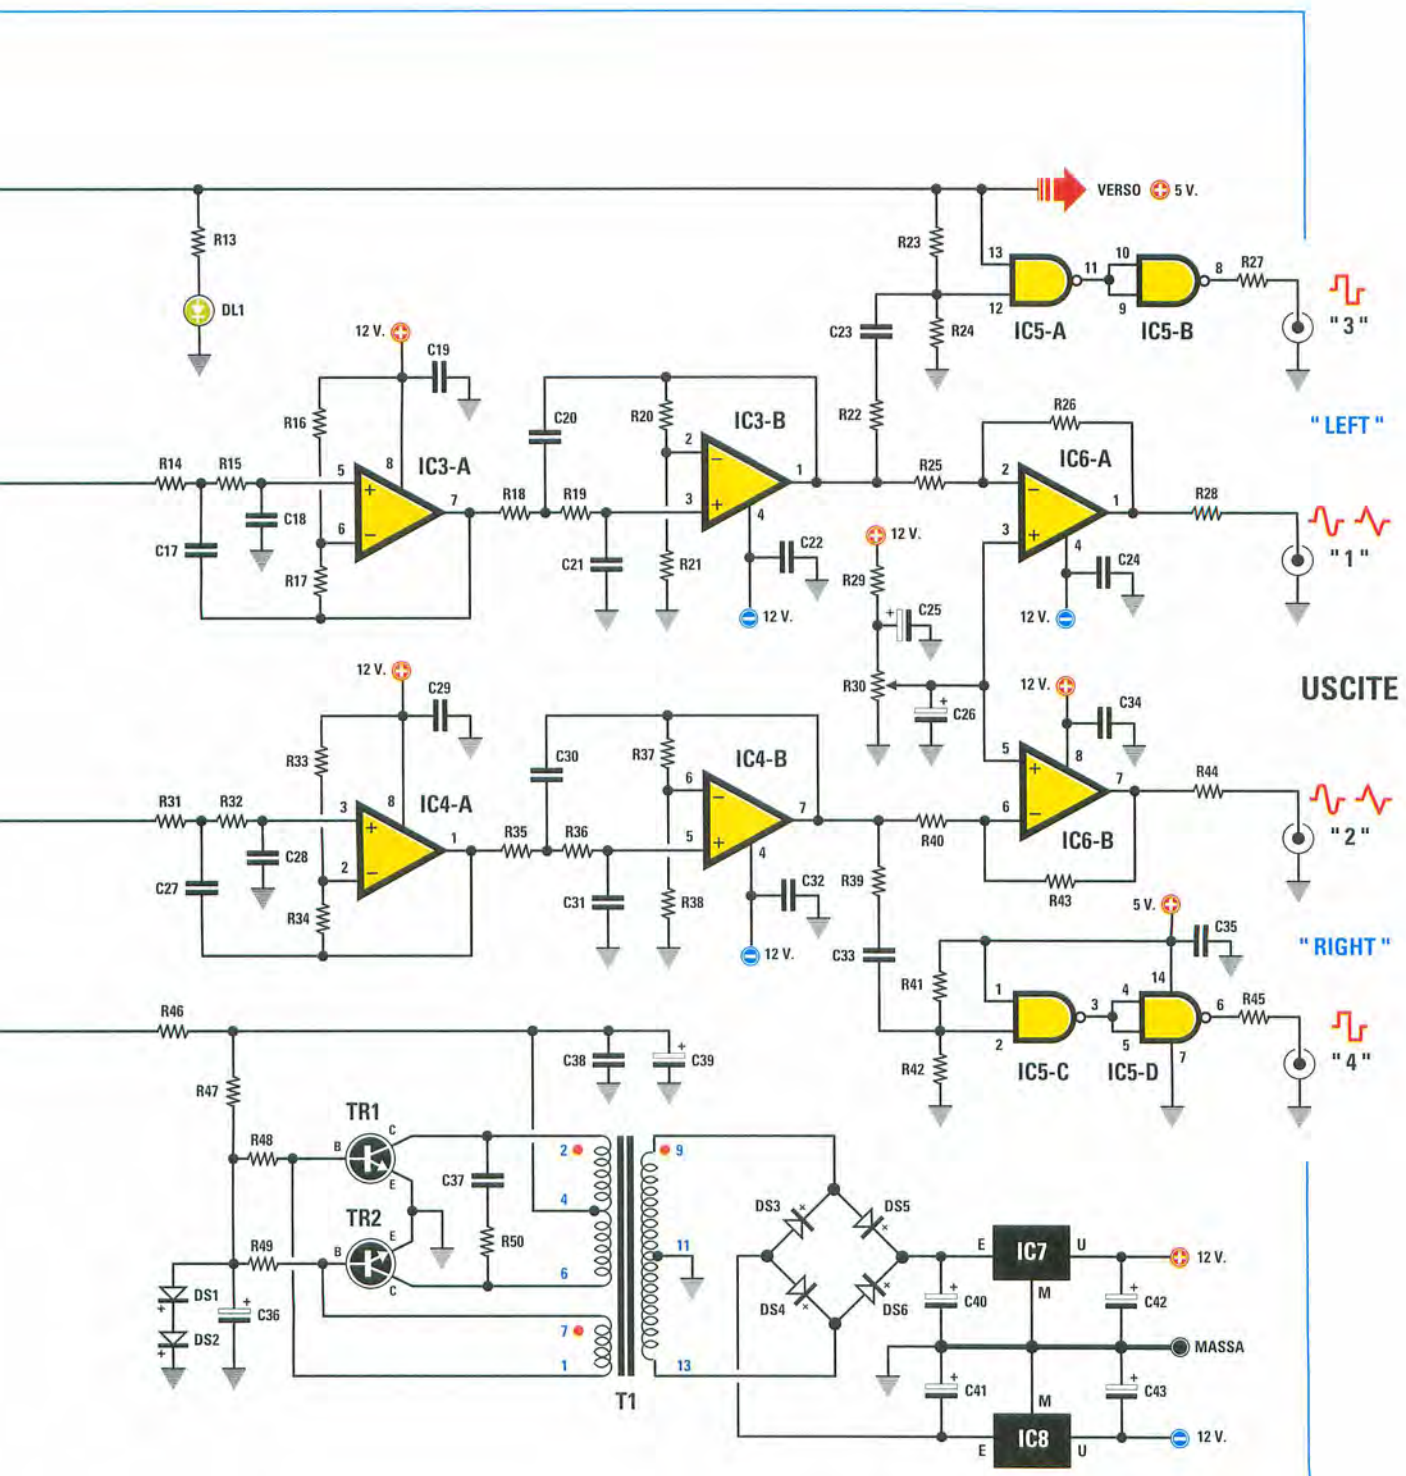 VERSO + 5 V.
R13
R23
13
11
10
8
R27
DL1
12
9
C23
R24
IC5-A
IC5-B
" 3 "
12 V. +
C19
R16
C20
R20
IC3-B
R22
R26
" LEFT "
2
IC3-A
IC6-A
R14
R15
5
8
7
1
R25
2
1
R28
+
−
R18
R19
3
+
4
−
3
+
4
C18
6
−
12 V. +
C17
R17
C21
R21
C22
R29
C24
" 1 "
− 12 V.
+
C25
12 V. −
12 V. +
C29
R30
12 V. +
USCITE
+
C26
C34
R33
C30
R37
IC4-B
5
+
8
7
R44
6
−
IC4-A
R31
R32
3
+
8
1
R35
R36
5
+
4
7
R40
6
−
IC6-B
" 2 "
C28
2
−
C27
R34
C31
R38
C32
R39
R43
5 V. +
− 12 V.
C33
C35
" RIGHT "
R41
14
1
3
4
6
R45
R46
2
5
7
C38
+
C39
R42
IC5-C
IC5-D
" 4 "
R47
TR1
C
R48
B
2
9
E
C37
DS3
DS5
TR2
4
E
R49
B
R50
11
C
6
E
IC7
U
+ 12 V.
DS1
+
+
C36
DS4
DS6
+
C40
M
+
C42
DS2
+
7
1
13
MASSA
T1
+
C41
M
+
C43
E
IC8
U
− 12 V.